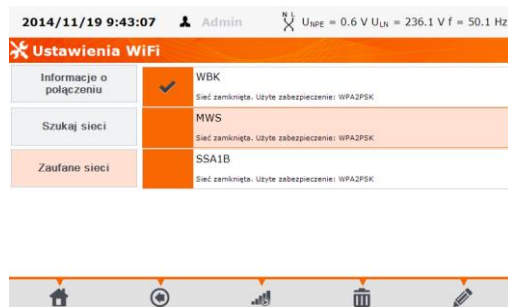 2014/11/19 9:43:07 Admin N L UNPE = 0.6 V ULN = 236.1 V f = 50.1 Hz
Ustawienia WiFi
Informacje o
połączeniu
WBK
Sieć zamknięta. Użyte zabezpieczenie: WPA2PSK
Szukaj sieci
MWS
Sieć zamknięta. Użyte zabezpieczenie: WPA2PSK
Zaufane sieci
SSA1B
Sieć zamknięta. Użyte zabezpieczenie: WPA2PSK